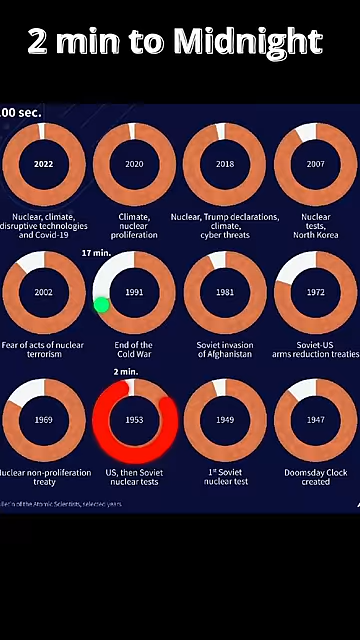 2 min to Midnight
.00 sec.
2022
2020
2018
2007
Nuclear, climate,
disruptive technologies
and Covid-19
Climate,
nuclear
proliferation
Nuclear, Trump declarations,
climate,
cyber threats
Nuclear
tests,
North Korea
17 min.
2002
1991
1981
1972
Fear of acts of nuclear
terrorism
End of the
Cold War
Soviet invasion
of Afghanistan
Soviet-US
arms reduction treaties
2 min.
1969
1953
1949
1947
Nuclear non-proliferation
treaty
US, then Soviet
nuclear tests
1st Soviet
nuclear test
Doomsday Clock
created
of the Atomic Scientists, selected years